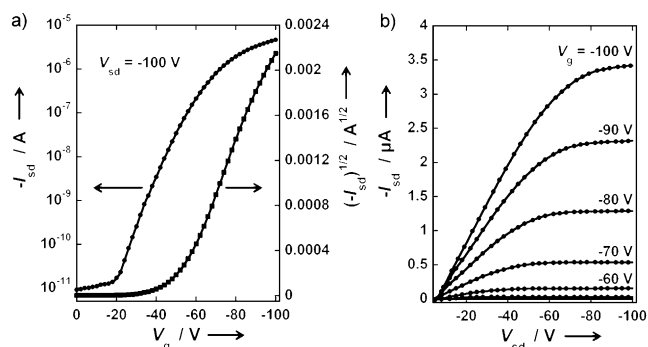 a)
V_sd = -100 V
10^-5
10^-6
10^-7
10^-8
10^-9
10^-10
10^-11
-I_sd / A
0.0024
0.002
0.0016
0.0012
0.0008
0.0004
0
(-I_sd)^1/2 / A^1/2
0 -20 -40 -60 -80 -100
V_g / V
b)
4
3.5
3
2.5
2
1.5
1
0.5
0
-I_sd / µA
V_g = -100 V
-90 V
-80 V
-70 V
-60 V
-20 -40 -60 -80 -100
V_sd / V